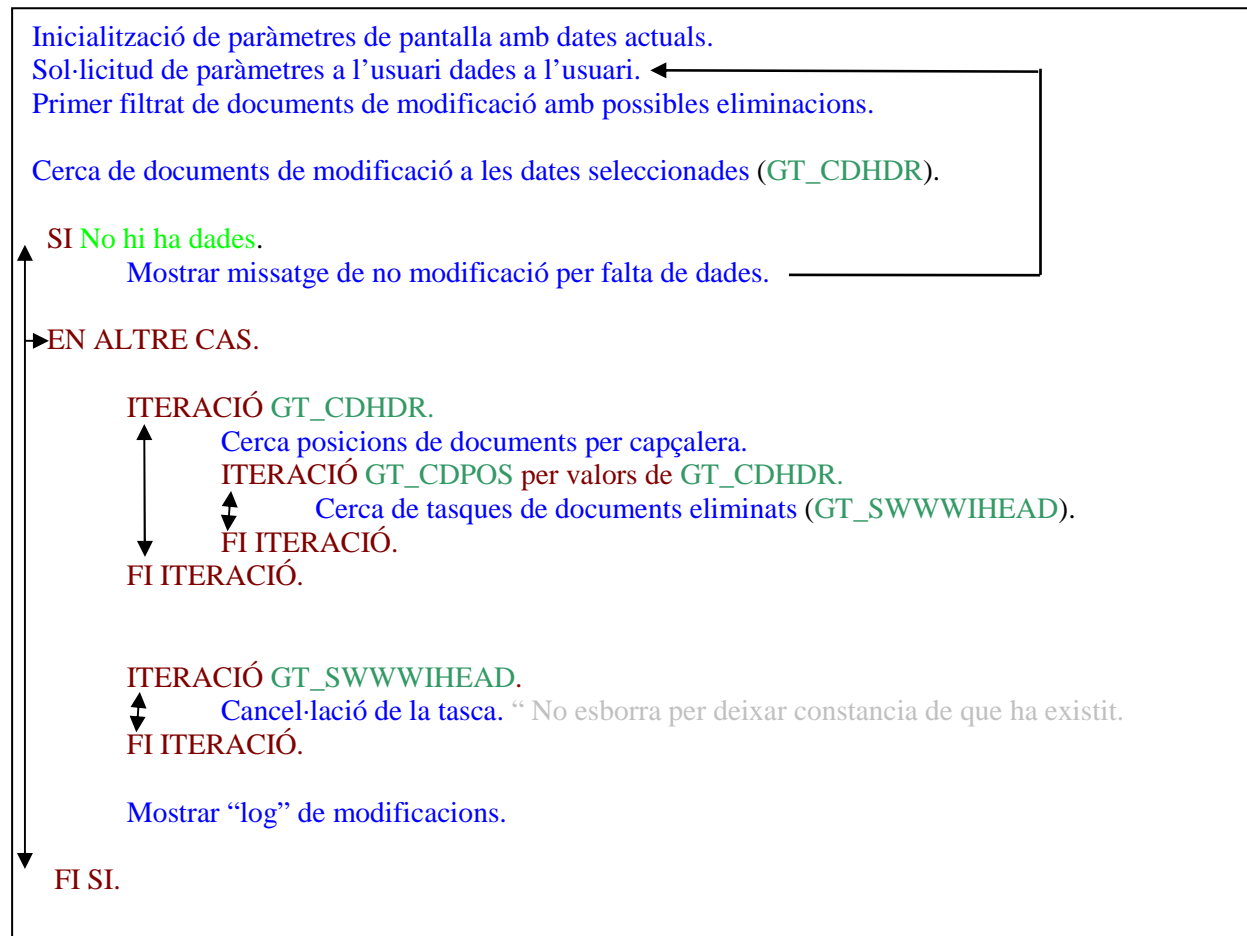 Inicialització de paràmetres de pantalla amb dates actuals.
Sol·licitud de paràmetres a l’usuari dades a l’usuari.
Primer filtrat de documents de modificació amb possibles eliminacions.
Cerca de documents de modificació a les dates seleccionades (GT_CDHDR).
SI No hi ha dades.
Mostrar missatge de no modificació per falta de dades.
EN ALTRE CAS.
ITERACIÓ GT_CDHDR.
Cerca posicions de documents per capçalera.
ITERACIÓ GT_CDPOS per valors de GT_CDHDR.
Cerca de tasques de documents eliminats (GT_SWWWIHEAD).
FI ITERACIÓ.
FI ITERACIÓ.
ITERACIÓ GT_SWWWIHEAD.
Cancel·lació de la tasca. “ No esborra per deixar constancia de que ha existit.
FI ITERACIÓ.
Mostrar “log” de modificacions.
FI SI.